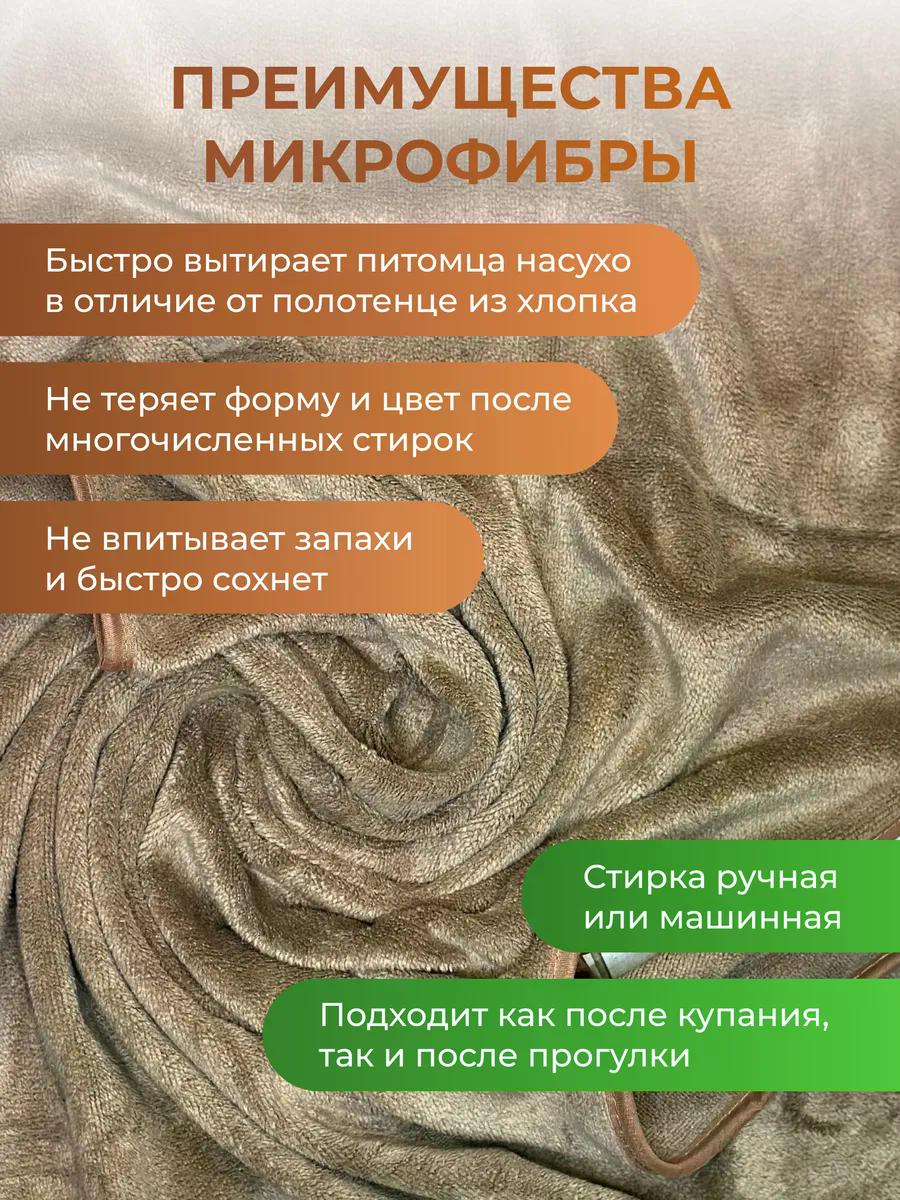 ПРЕИМУЩЕСТВА
МИКРОФИБРЫ
Быстро вытирает питомца насухо
в отличие от полотенце из хлопка
Не теряет форму и цвет после
многочисленных стирок
Не впитывает запахи
и быстро сохнет
Стирка ручная
или машинная
Подходит как после купания,
так и после прогулки